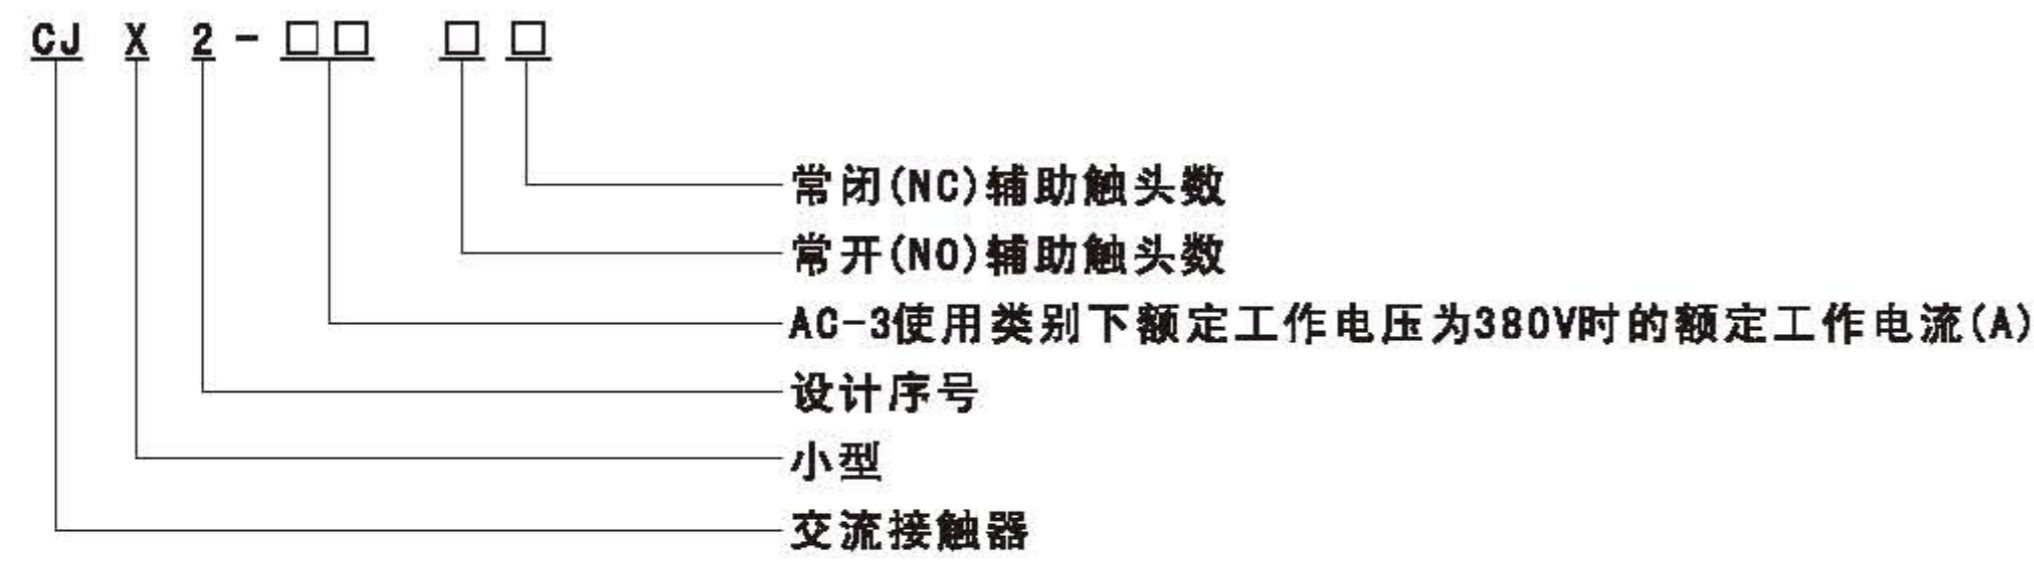 CJ X 2-□□ □□
常闭(NC)辅助触头数
常开(NO)辅助触头数
AC-3使用类别下额定工作电压为380V时的额定工作电流(A)
设计序号
小型
交流接触器